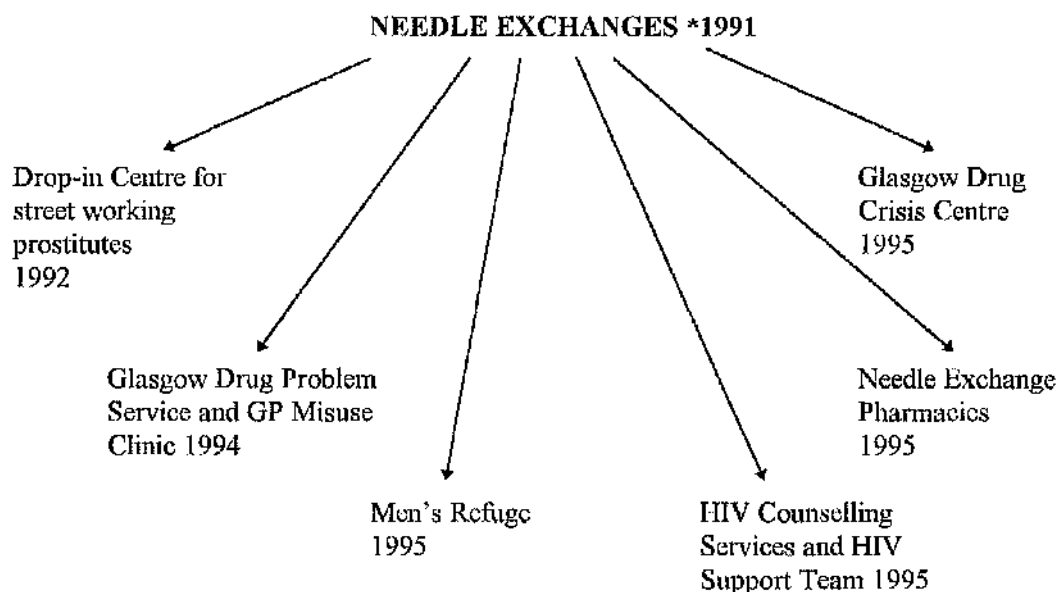 NEEDLE EXCHANGES *1991
Drop-in Centre for
street working
prostitutes
1992
Glasgow Drug
Crisis Centre
1995
Glasgow Drug Problem
Service and GP Misuse
Clinic 1994
Needle Exchange
Pharmacies
1995
Men's Refuge
1995
HIV Counselling
Services and HIV
Support Team 1995